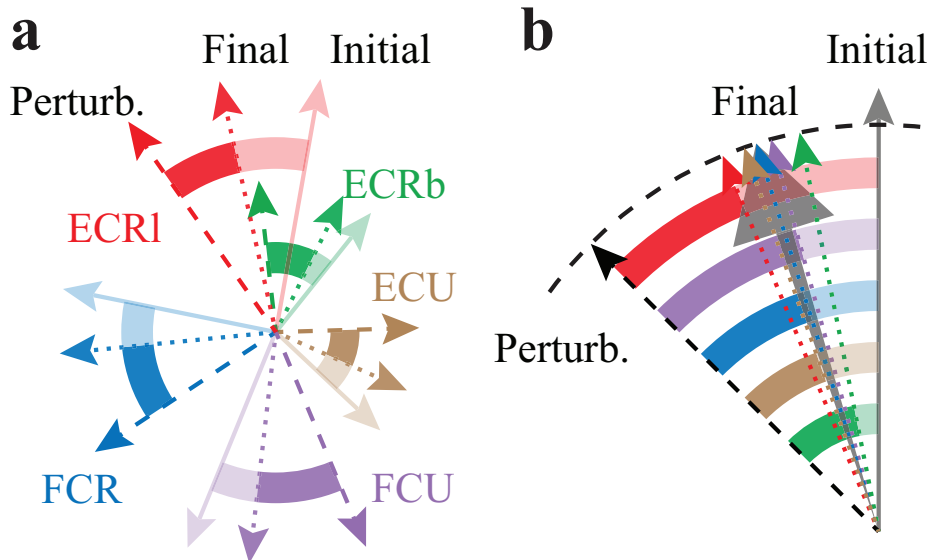 a
Final
Initial
Perturb.
ECRl
ECRb
ECU
FCR
FCU
b
Initial
Final
Perturb.